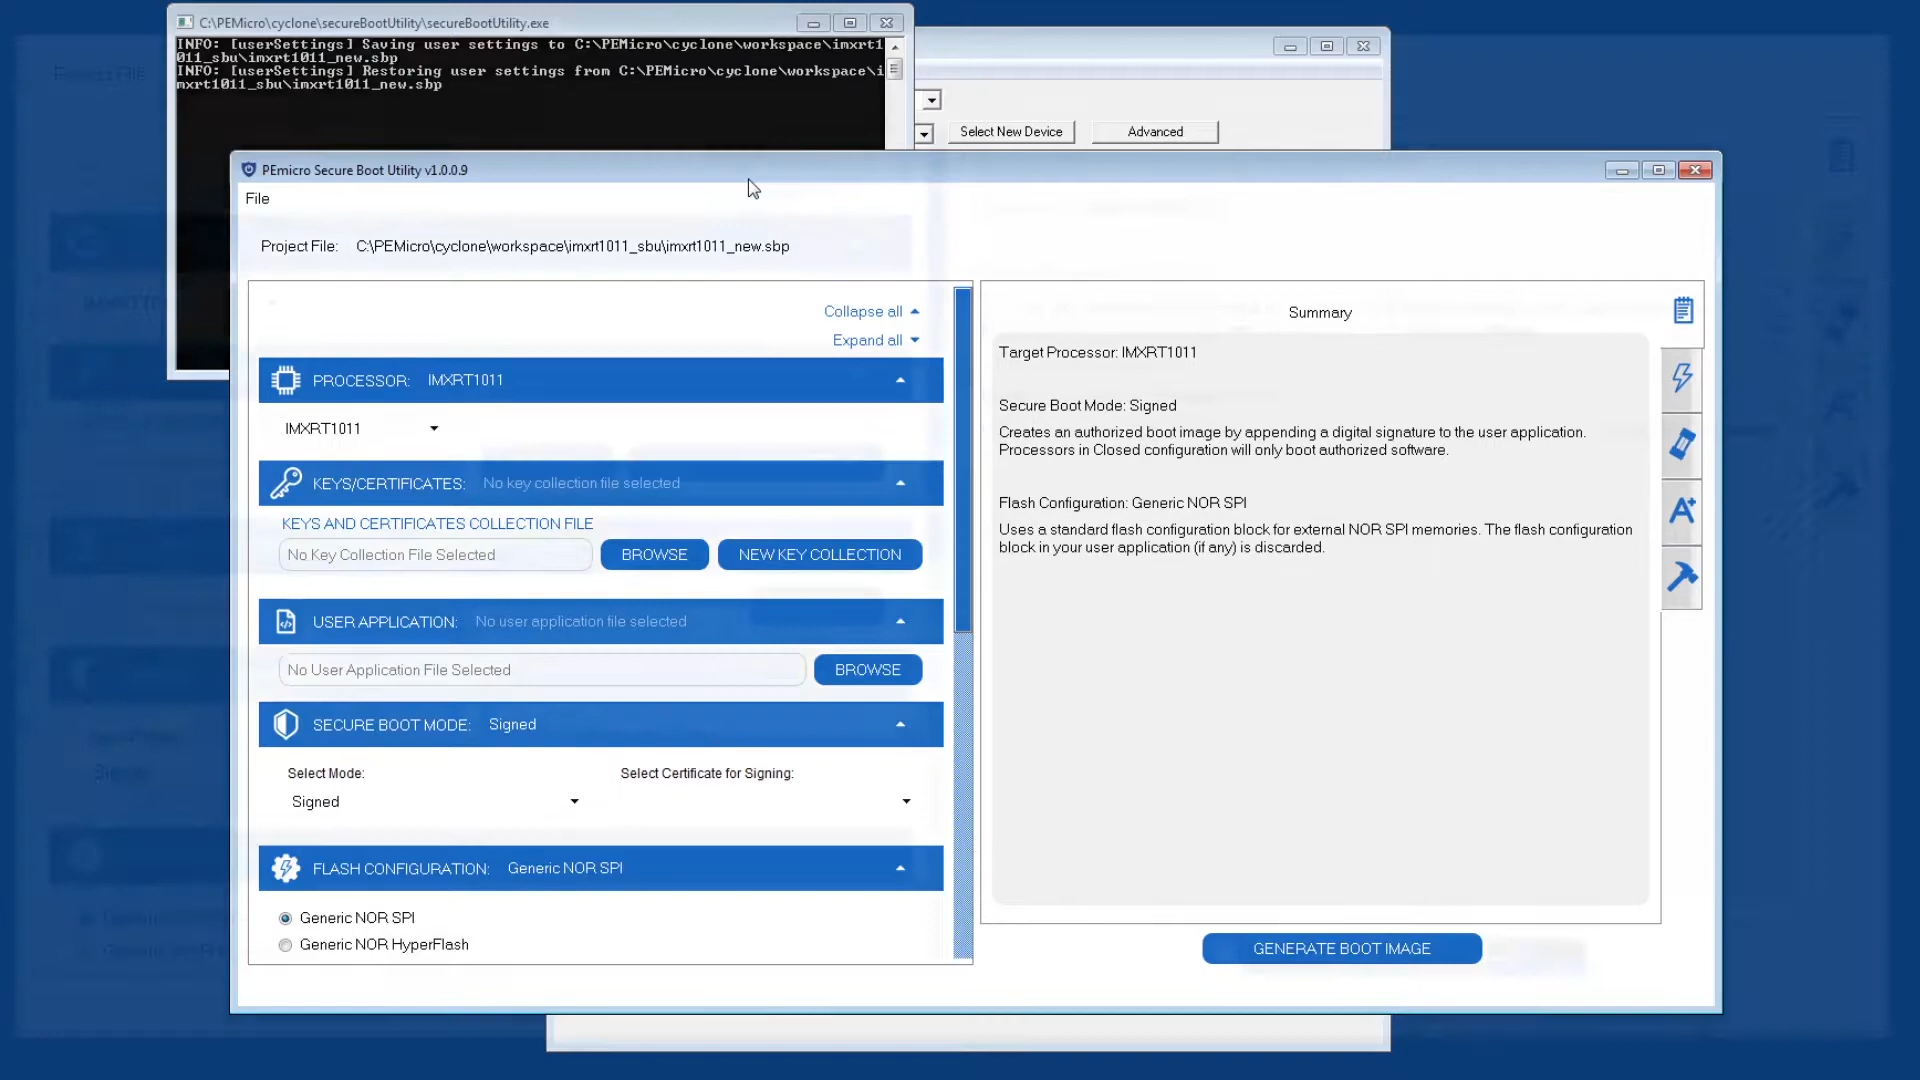 C:\PEMicro\cyclone\secureBootUtility\secureBootUtility.exe
INFO: [userSettings] Saving user settings to C:\PEMicro\cyclone\workspace\imxrt1
011_sbu\imxrt1011_new.sbp
INFO: [userSettings] Restoring user settings from C:\PEMicro\cyclone\workspace\i
mxrt1011_sbu\imxrt1011_new.sbp
Select New Device
Advanced
PEmicro Secure Boot Utility v1.0.0.9
File
Project File: C:\PEMicro\cyclone\workspace\imxrt1011_sbu\imxrt1011_new.sbp
Collapse all
Expand all
PROCESSOR: IMXRT1011
IMXRT1011
KEYS/CERTIFICATES: No key collection file selected
KEYS AND CERTIFICATES COLLECTION FILE
No Key Collection File Selected
BROWSE
NEW KEY COLLECTION
USER APPLICATION: No user application file selected
No User Application File Selected
BROWSE
SECURE BOOT MODE: Signed
Select Mode:
Select Certificate for Signing:
Signed
FLASH CONFIGURATION: Generic NOR SPI
Generic NOR SPI
Generic NOR HyperFlash
Summary
Target Processor: IMXRT1011
Secure Boot Mode: Signed
Creates an authorized boot image by appending a digital signature to the user application.
Processors in Closed configuration will only boot authorized software.
Flash Configuration: Generic NOR SPI
Uses a standard flash configuration block for external NOR SPI memories. The flash configuration
block in your user application (if any) is discarded.
GENERATE BOOT IMAGE